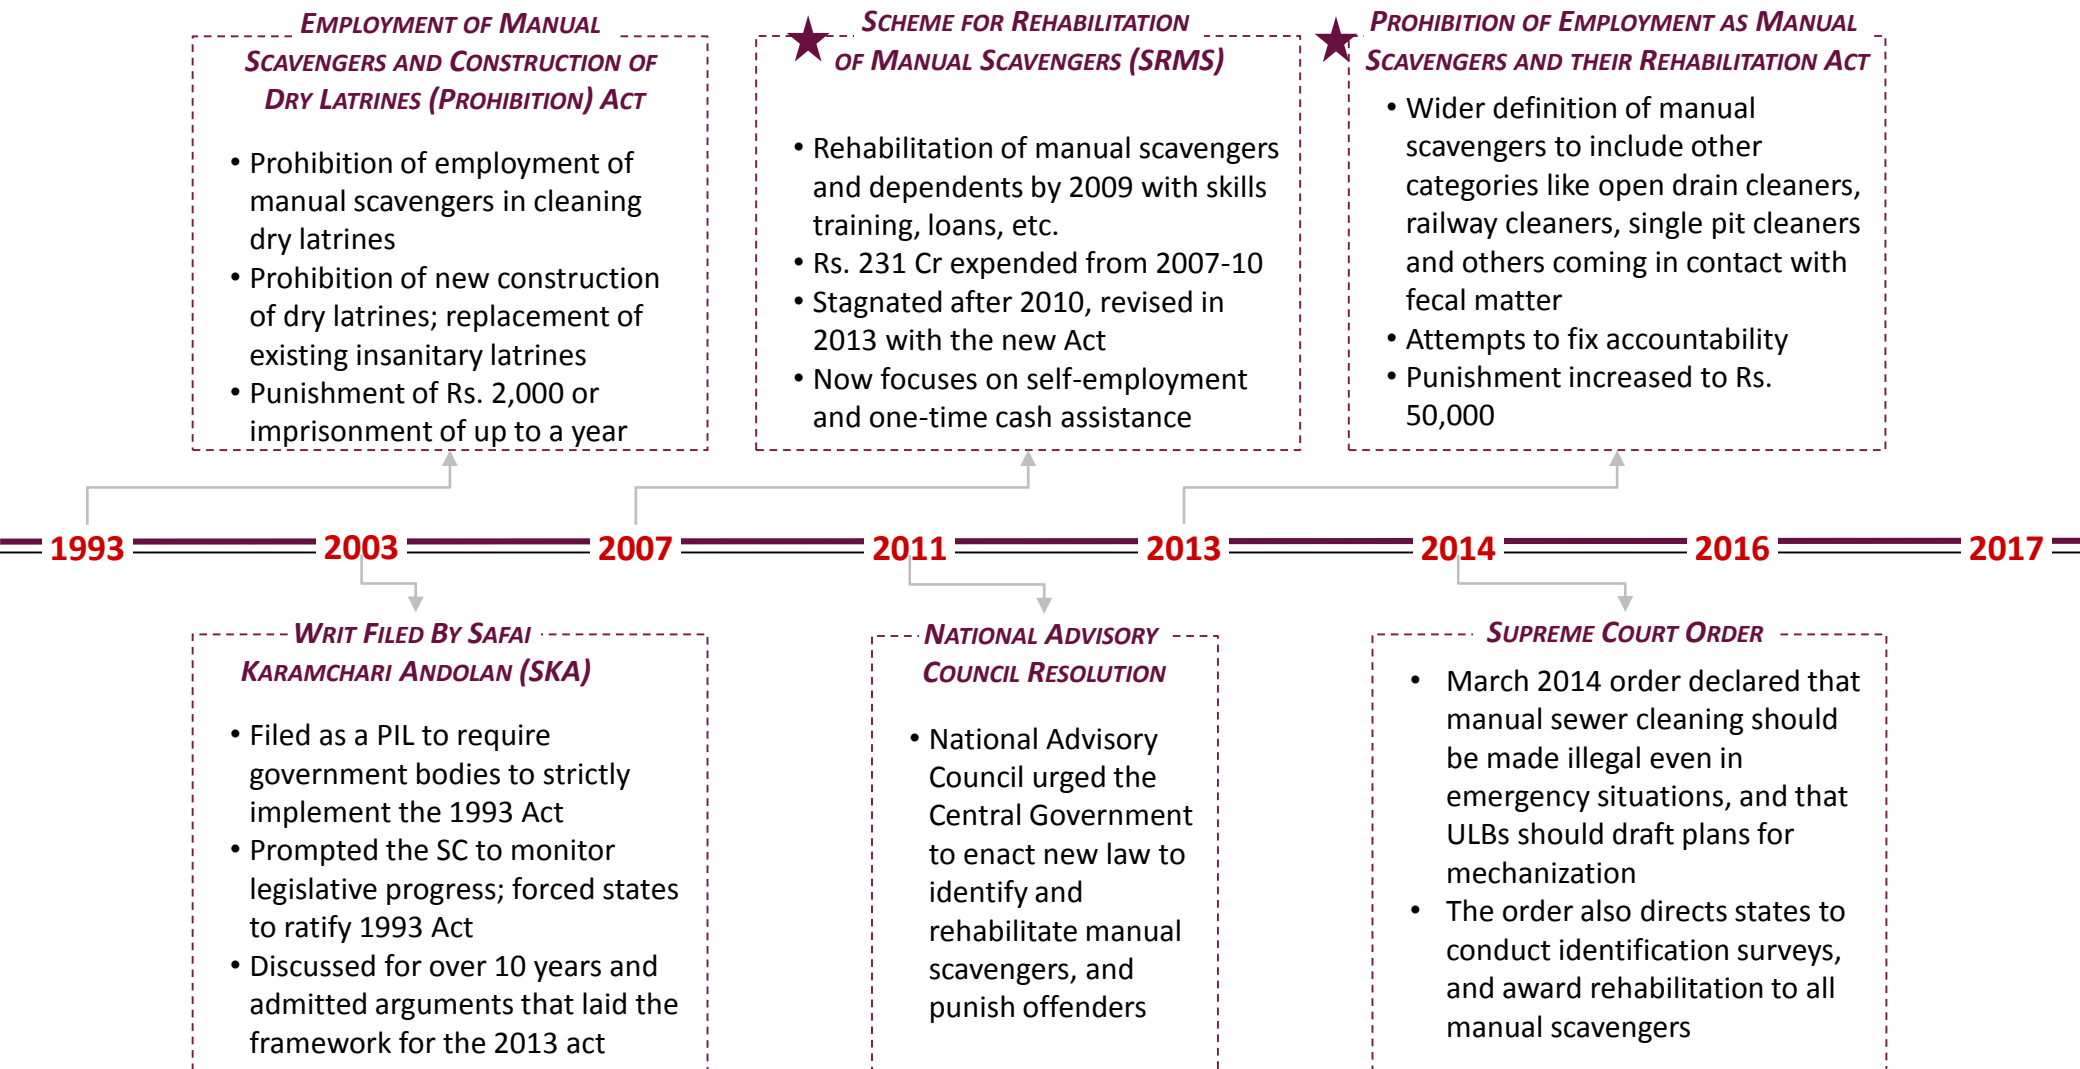 EMPLOYMENT OF MANUAL
SCAVENGERS AND CONSTRUCTION OF
DRY LATRINES (PROHIBITION) ACT
• Prohibition of employment of
manual scavengers in cleaning
dry latrines
• Prohibition of new construction
of dry latrines; replacement of
existing insanitary latrines
• Punishment of Rs. 2,000 or
imprisonment of up to a year
SCHEME FOR REHABILITATION
OF MANUAL SCAVENGERS (SRMS)
• Rehabilitation of manual scavengers
and dependents by 2009 with skills
training, loans, etc.
• Rs. 231 Cr expended from 2007-10
• Stagnated after 2010, revised in
2013 with the new Act
• Now focuses on self-employment
and one-time cash assistance
PROHIBITION OF EMPLOYMENT AS MANUAL
SCAVENGERS AND THEIR REHABILITATION ACT
• Wider definition of manual
scavengers to include other
categories like open drain cleaners,
railway cleaners, single pit cleaners
and others coming in contact with
fecal matter
• Attempts to fix accountability
• Punishment increased to Rs.
50,000
1993 2003 2007 2011 2013 2014 2016 2017
WRIT FILED BY SAFAI
KARAMCHARI ANDOLAN (SKA)
• Filed as a PIL to require
government bodies to strictly
implement the 1993 Act
• Prompted the SC to monitor
legislative progress; forced states
to ratify 1993 Act
• Discussed for over 10 years and
admitted arguments that laid the
framework for the 2013 act
NATIONAL ADVISORY
COUNCIL RESOLUTION
• National Advisory
Council urged the
Central Government
to enact new law to
identify and
rehabilitate manual
scavengers, and
punish offenders
SUPREME COURT ORDER
• March 2014 order declared that
manual sewer cleaning should
be made illegal even in
emergency situations, and that
ULBs should draft plans for
mechanization
• The order also directs states to
conduct identification surveys,
and award rehabilitation to all
manual scavengers